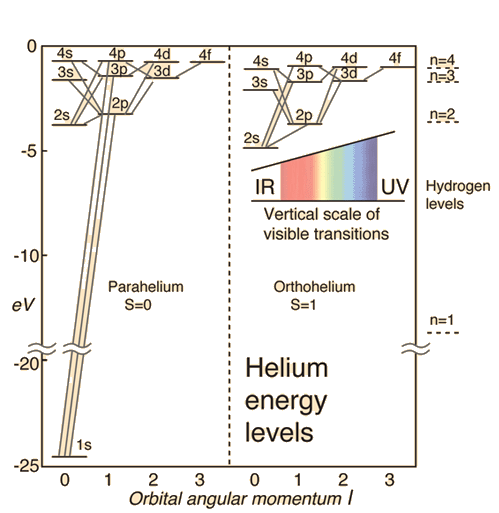 0
4s 4p 4d 4f
3s 3p 3d
2s 2p
4s 4p 4d 4f
3s 3p 3d
2s 2p
n=4
n=3
n=2
-5
IR UV
Vertical scale of
visible transitions
Hydrogen
levels
-10
eV
Parahelium
S=0
Orthohelium
S=1
n=1
-20
Helium
energy
levels
1s
-25
0 1 2 3 0 1 2 3
Orbital angular momentum l